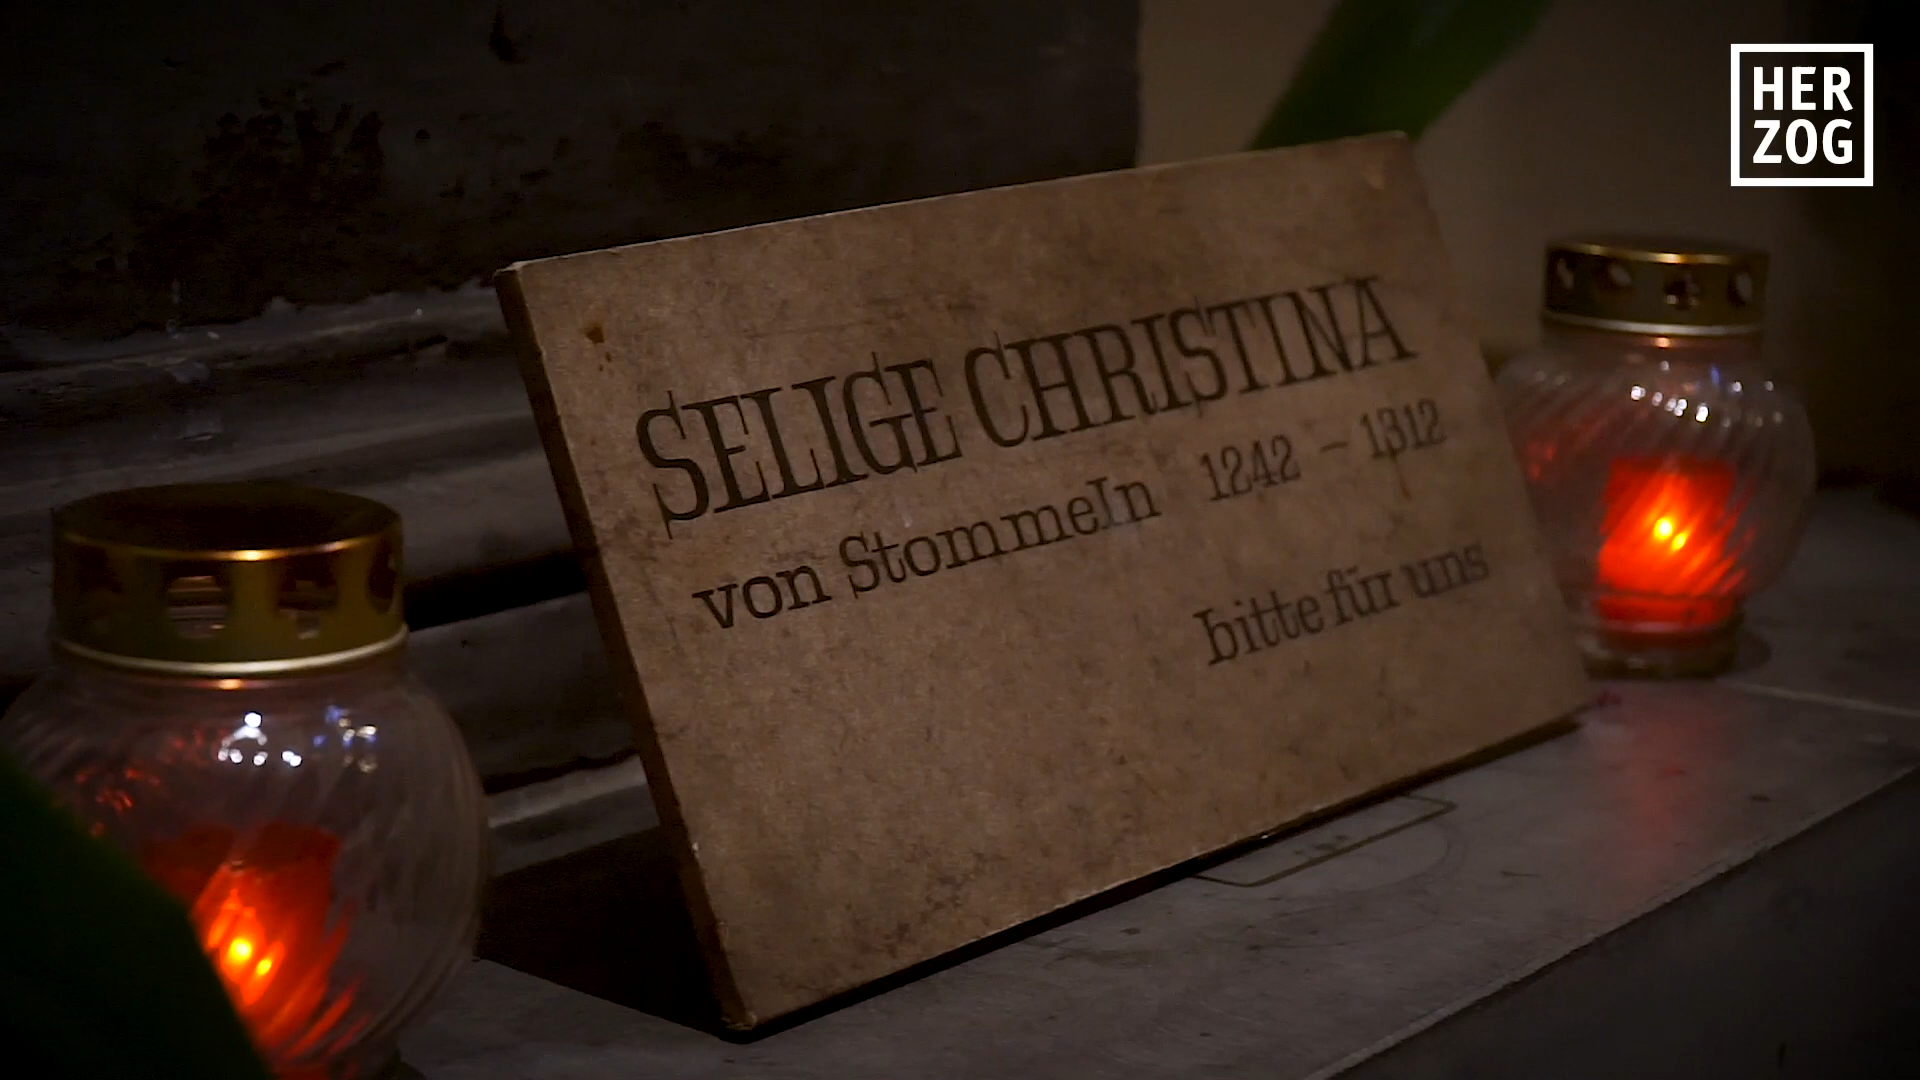 HER
ZOG
SELIGE CHRISTINA
von Stommeln 1242 – 1312
bitte für uns